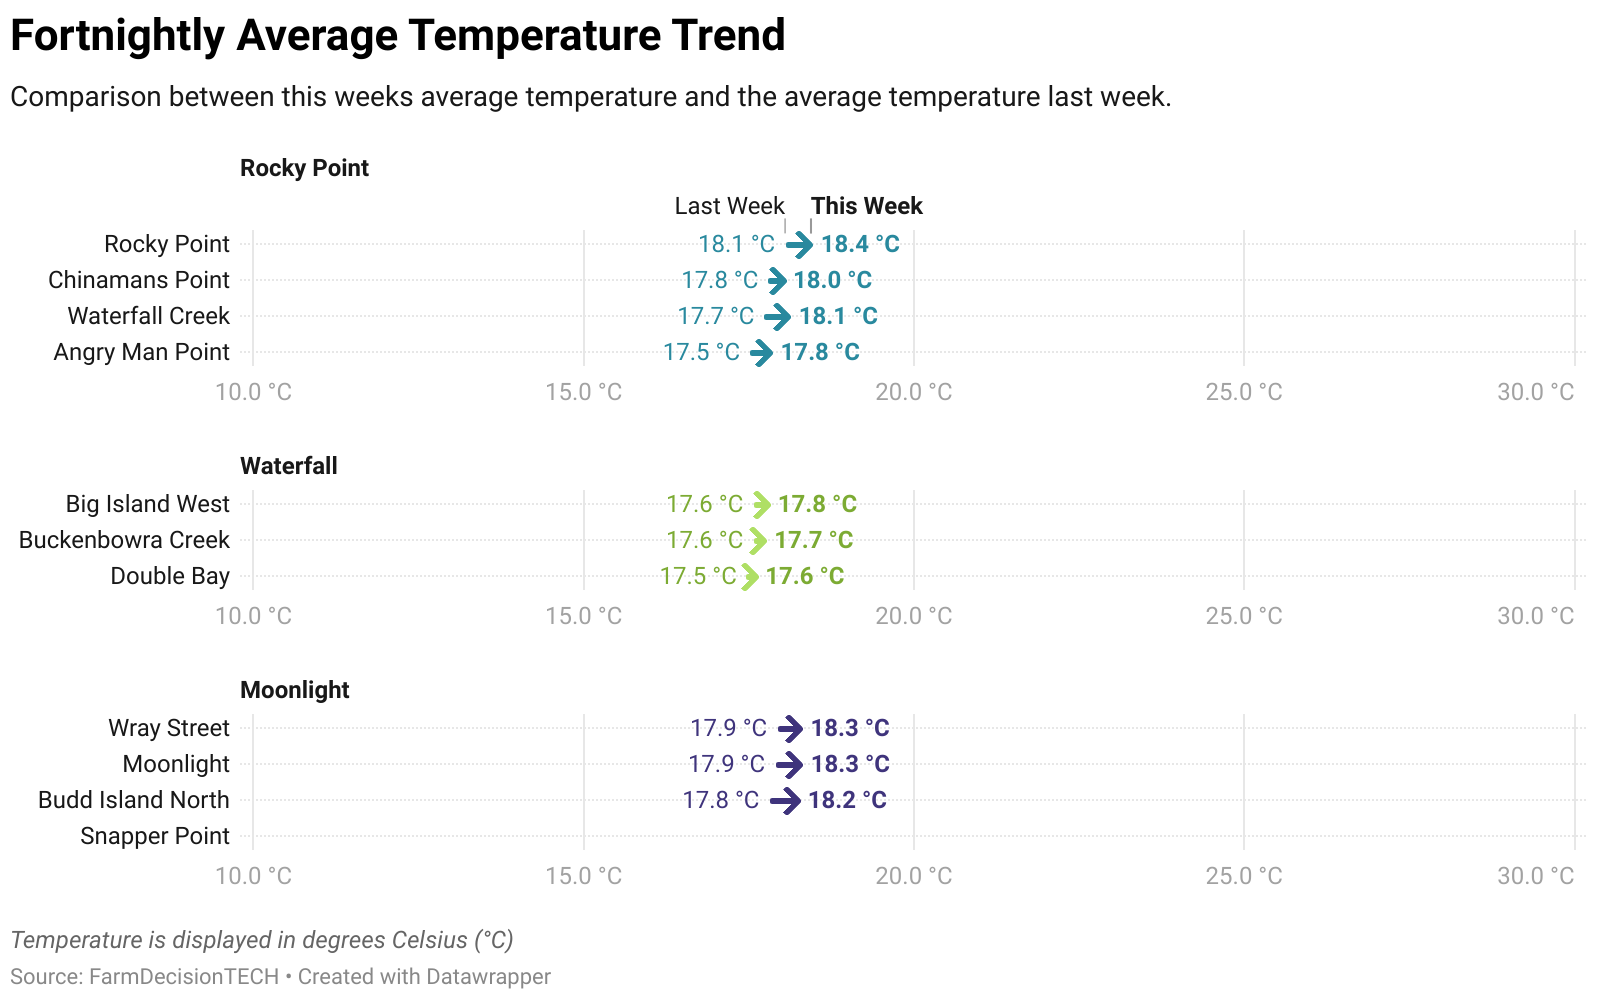 Fortnightly Average Temperature Trend
Comparison between this weeks average temperature and the average temperature last week.
Rocky Point
Last Week This Week
Rocky Point 18.1 °C 18.4 °C
Chinamans Point 17.8 °C 18.0 °C
Waterfall Creek 17.7 °C 18.1 °C
Angry Man Point 17.5 °C 17.8 °C
10.0 °C 15.0 °C 20.0 °C 25.0 °C 30.0 °C
Waterfall
Big Island West 17.6 °C 17.8 °C
Buckenbowra Creek 17.6 °C 17.7 °C
Double Bay 17.5 °C 17.6 °C
10.0 °C 15.0 °C 20.0 °C 25.0 °C 30.0 °C
Moonlight
Wray Street 17.9 °C 18.3 °C
Moonlight 17.9 °C 18.3 °C
Budd Island North 17.8 °C 18.2 °C
Snapper Point
10.0 °C 15.0 °C 20.0 °C 25.0 °C 30.0 °C
Temperature is displayed in degrees Celsius (°C)
Source: FarmDecisionTECH • Created with Datawrapper